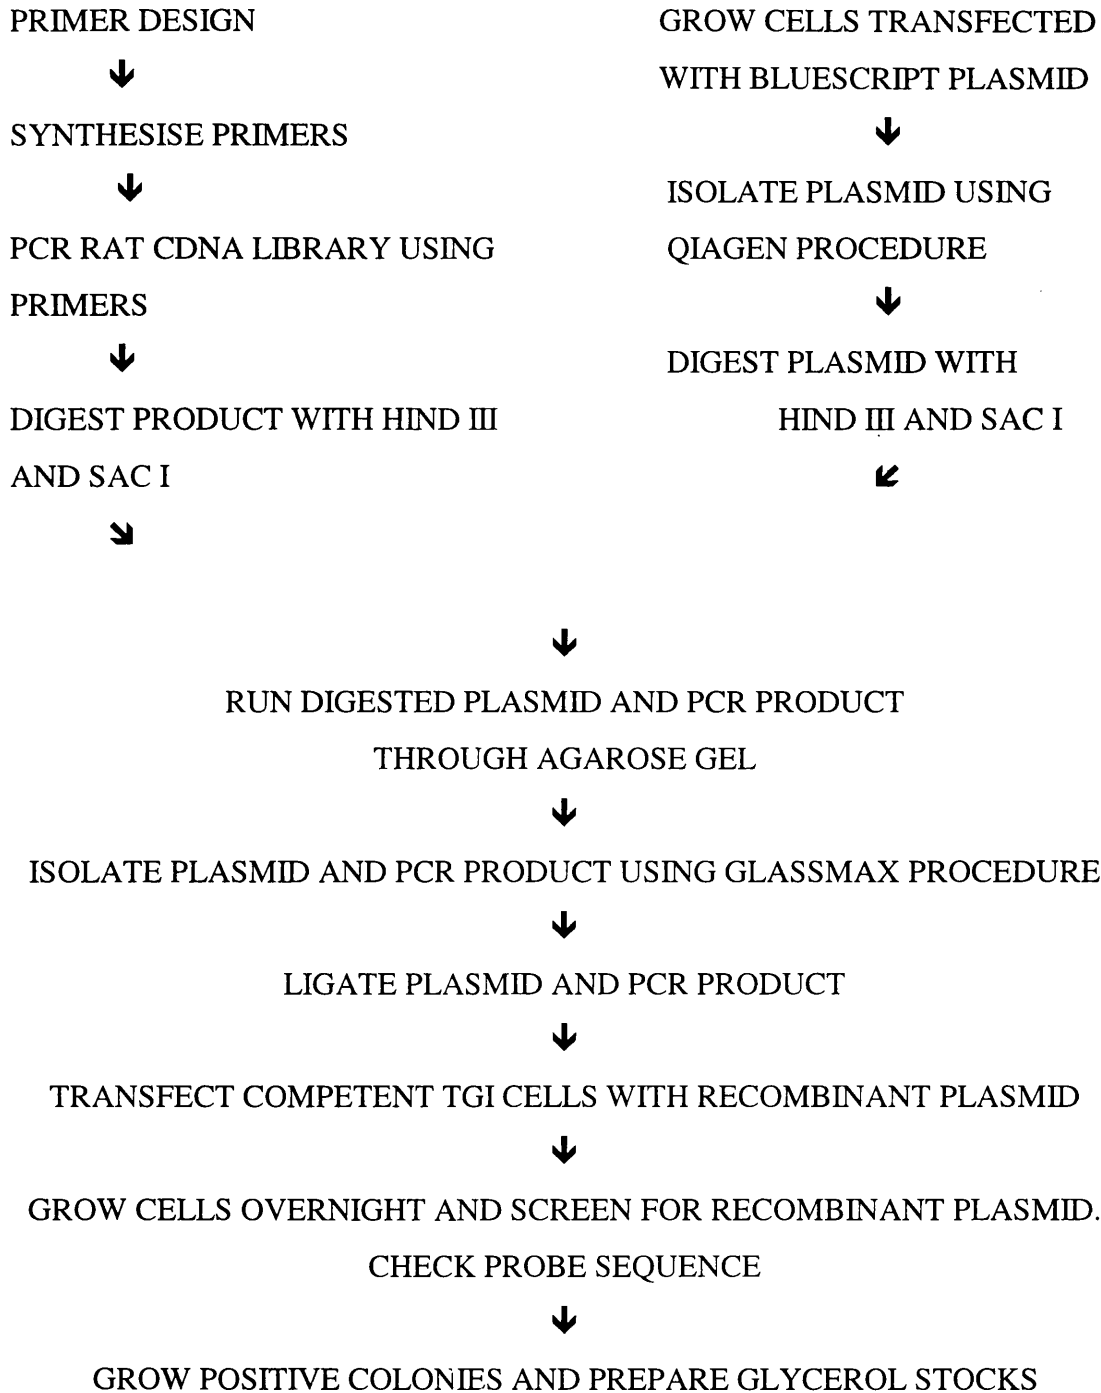 PRIMER DESIGN
↓
SYNTHESISE PRIMERS
↓
PCR RAT CDNA LIBRARY USING
PRIMERS
↓
DIGEST PRODUCT WITH HIND III
AND SAC I
↘
GROW CELLS TRANSFECTED
WITH BLUESCRIPT PLASMID
↓
ISOLATE PLASMID USING
QIAGEN PROCEDURE
↓
DIGEST PLASMID WITH
HIND III AND SAC I
↙
↓
RUN DIGESTED PLASMID AND PCR PRODUCT
THROUGH AGAROSE GEL
↓
ISOLATE PLASMID AND PCR PRODUCT USING GLASSMAX PROCEDURE
↓
LIGATE PLASMID AND PCR PRODUCT
↓
TRANSFECT COMPETENT TGI CELLS WITH RECOMBINANT PLASMID
↓
GROW CELLS OVERNIGHT AND SCREEN FOR RECOMBINANT PLASMID.
CHECK PROBE SEQUENCE
↓
GROW POSITIVE COLONIES AND PREPARE GLYCEROL STOCKS